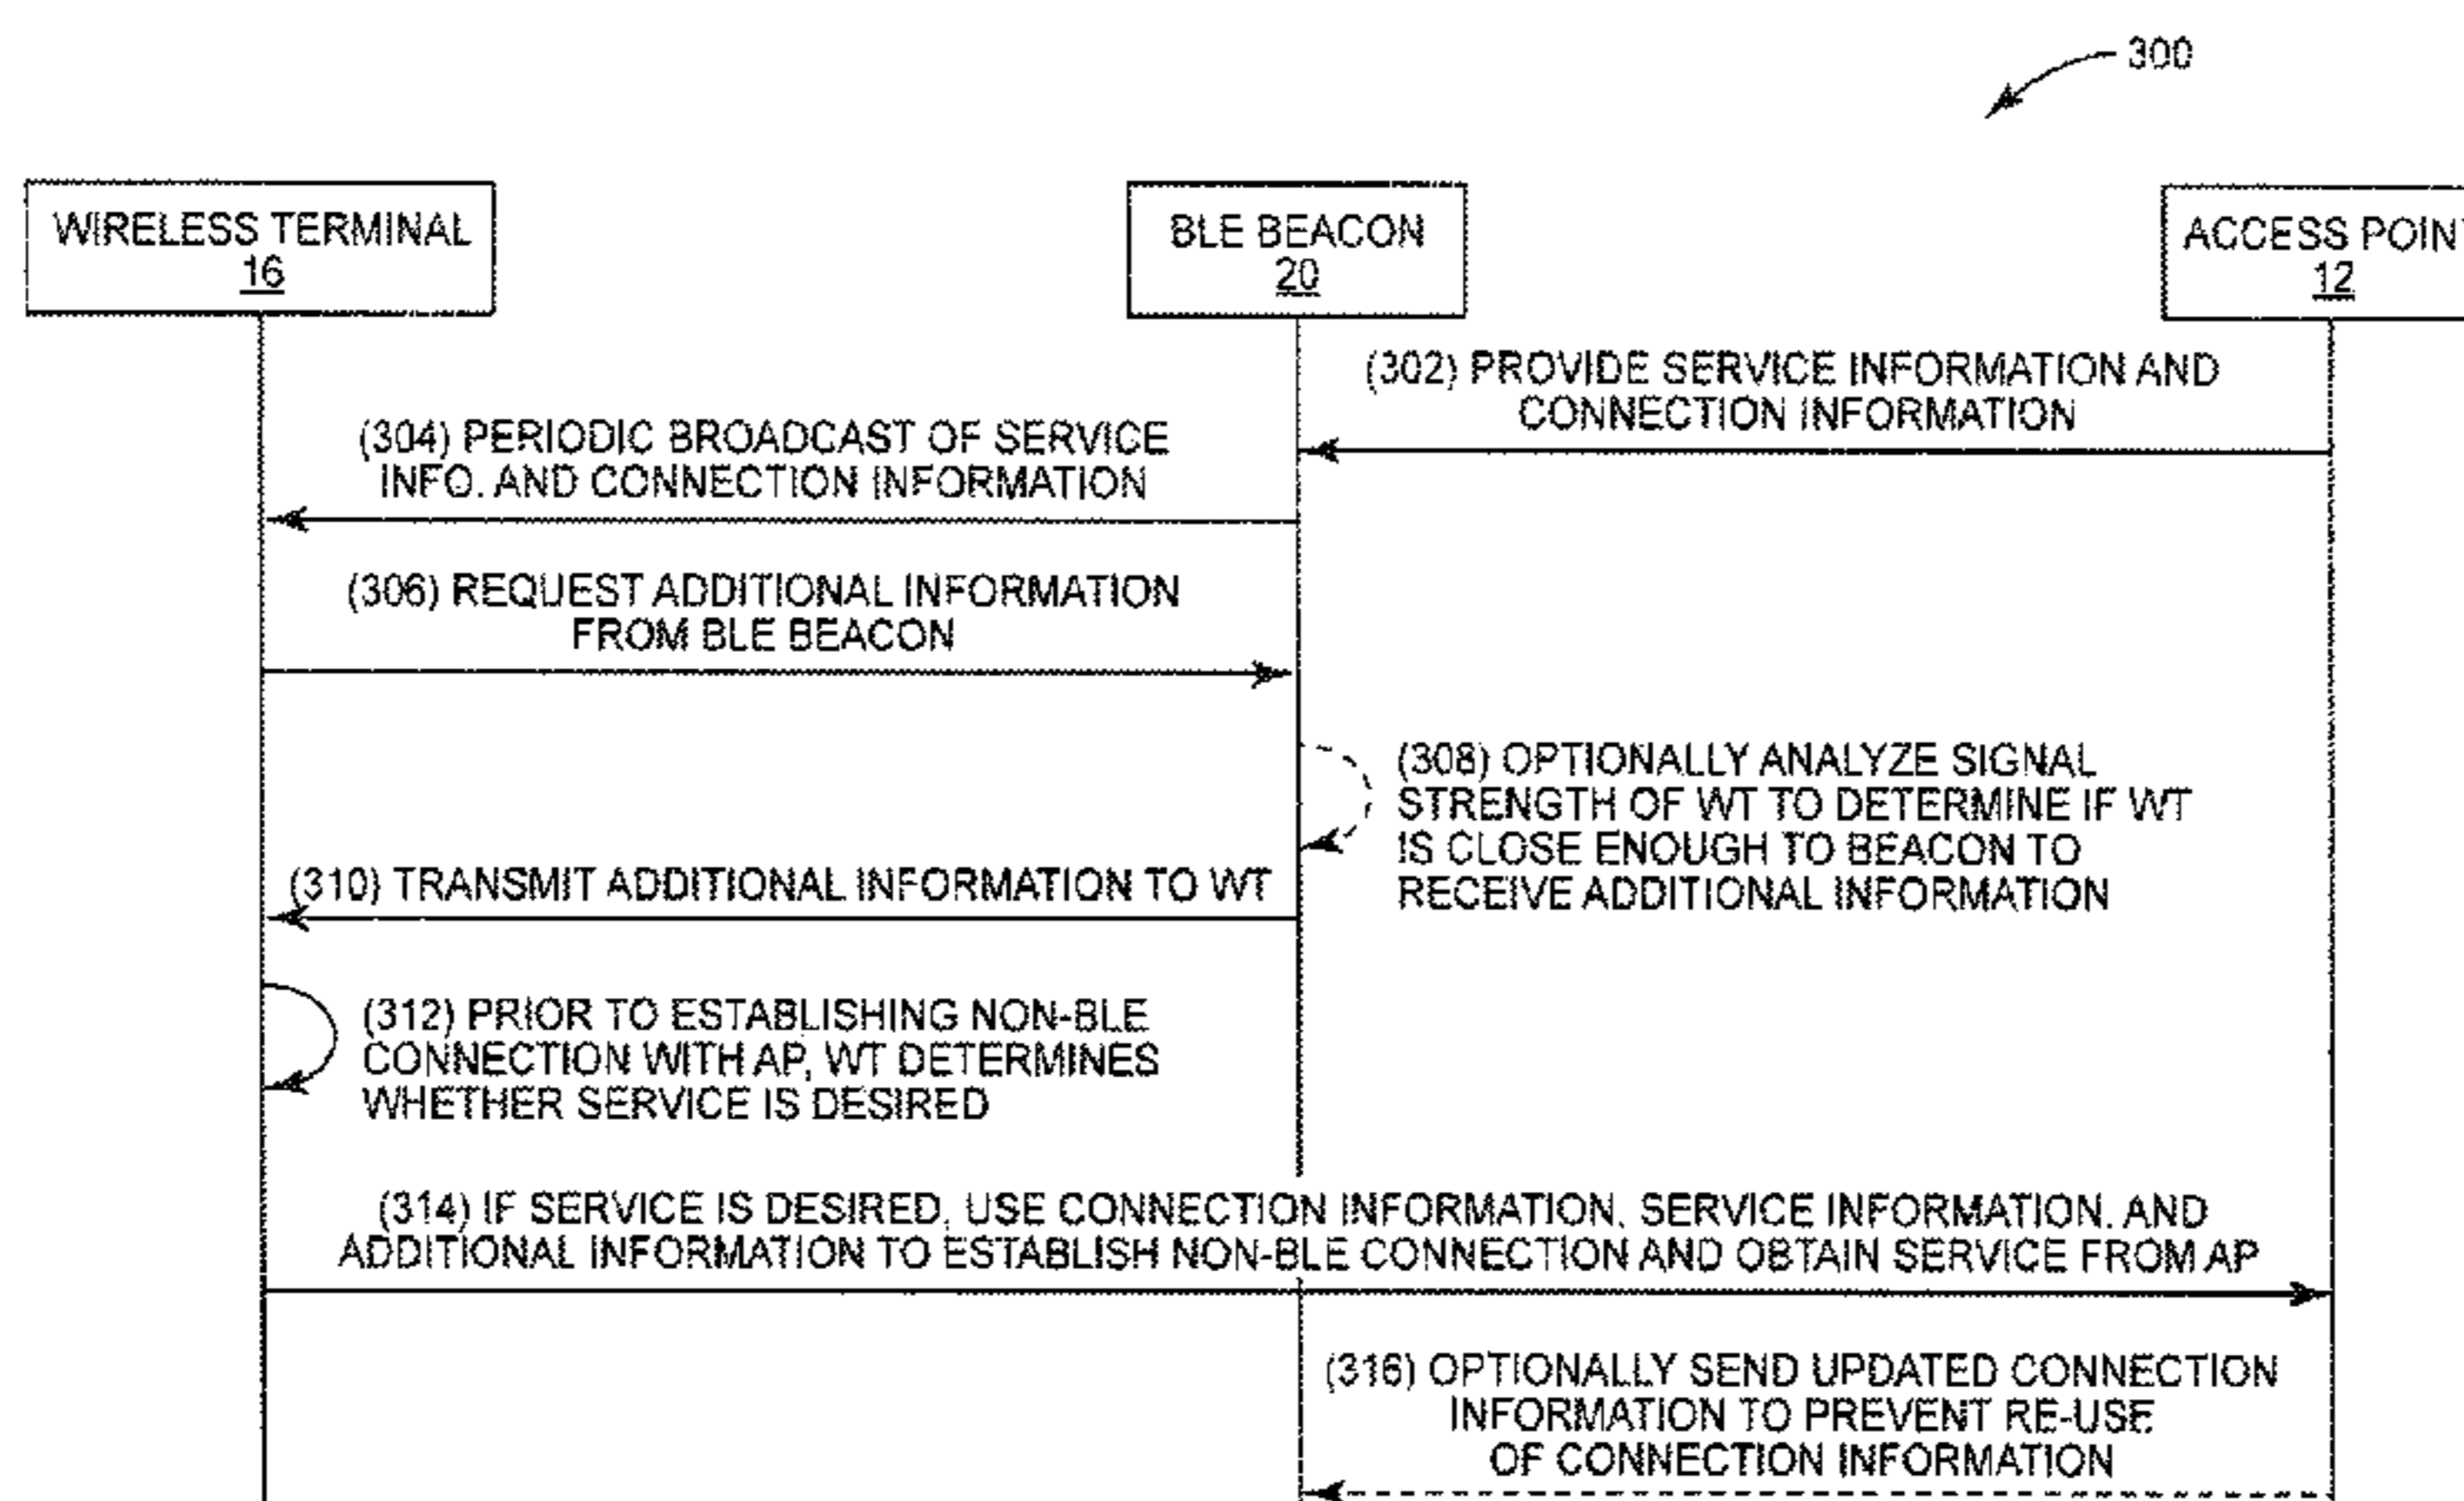 300
WIRELESS TERMINAL
16
BLE BEACON
20
ACCESS POINT
12
(302) PROVIDE SERVICE INFORMATION AND
CONNECTION INFORMATION
(304) PERIODIC BROADCAST OF SERVICE
INFO. AND CONNECTION INFORMATION
(306) REQUEST ADDITIONAL INFORMATION
FROM BLE BEACON
(308) OPTIONALLY ANALYZE SIGNAL
STRENGTH OF WT TO DETERMINE IF WT
IS CLOSE ENOUGH TO BEACON TO
RECEIVE ADDITIONAL INFORMATION
(310) TRANSMIT ADDITIONAL INFORMATION TO WT
(312) PRIOR TO ESTABLISHING NON-BLE
CONNECTION WITH AP, WT DETERMINES
WHETHER SERVICE IS DESIRED
(314) IF SERVICE IS DESIRED, USE CONNECTION INFORMATION, SERVICE INFORMATION, AND
ADDITIONAL INFORMATION TO ESTABLISH NON-BLE CONNECTION AND OBTAIN SERVICE FROM AP
(316) OPTIONALLY SEND UPDATED CONNECTION
INFORMATION TO PREVENT RE-USE
OF CONNECTION INFORMATION